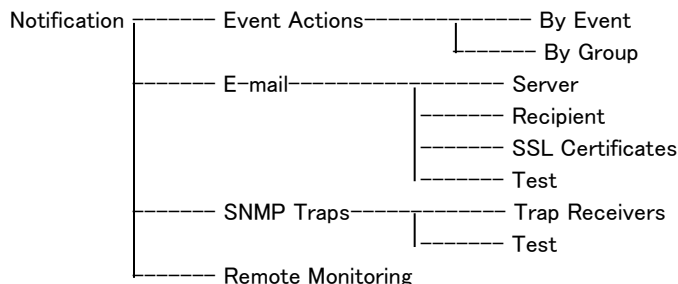 Notification Event Actions By Event
By Group
E-mail Server
Recipient
SSL Certificates
Test
SNMP Traps Trap Receivers
Test
Remote Monitoring